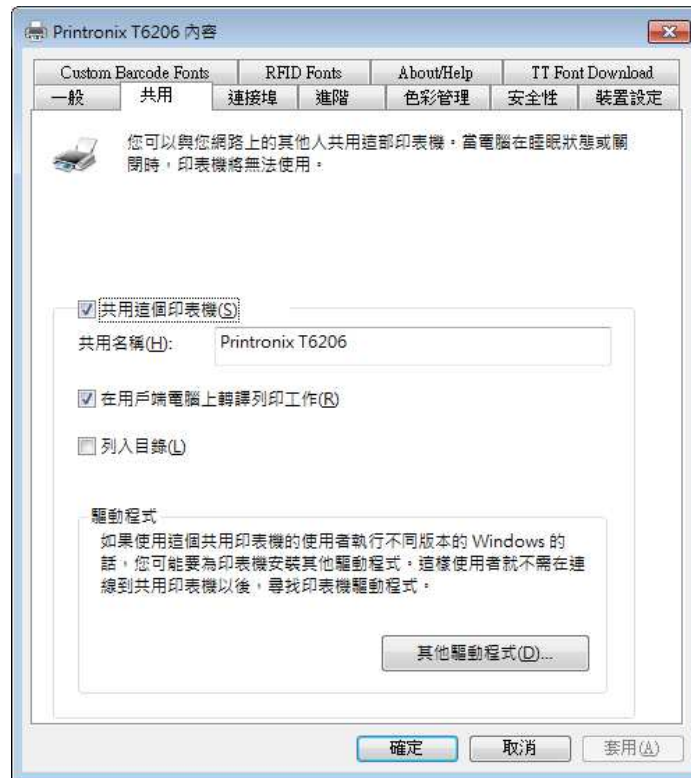 Printronix T6206 內容
Custom Barcode Fonts
RFID Fonts
About/Help
TT Font Download
一般
共用
連接埠
進階
色彩管理
安全性
裝置設定
您可以與您網路上的其他人共用這部印表機。當電腦在睡眠狀態或關
閉時，印表機將無法使用。
共用這個印表機(S)
共用名稱(H):
Printronix T6206
在用戶端電腦上轉譯列印工作(R)
列入目錄(L)
驅動程式
如果使用這個共用印表機的使用者執行不同版本的 Windows 的
話，您可能要為印表機安裝其他驅動程式。這樣使用者就不需在連
線到共用印表機以後，尋找印表機驅動程式。
其他驅動程式(D)...
確定
取消
套用(A)